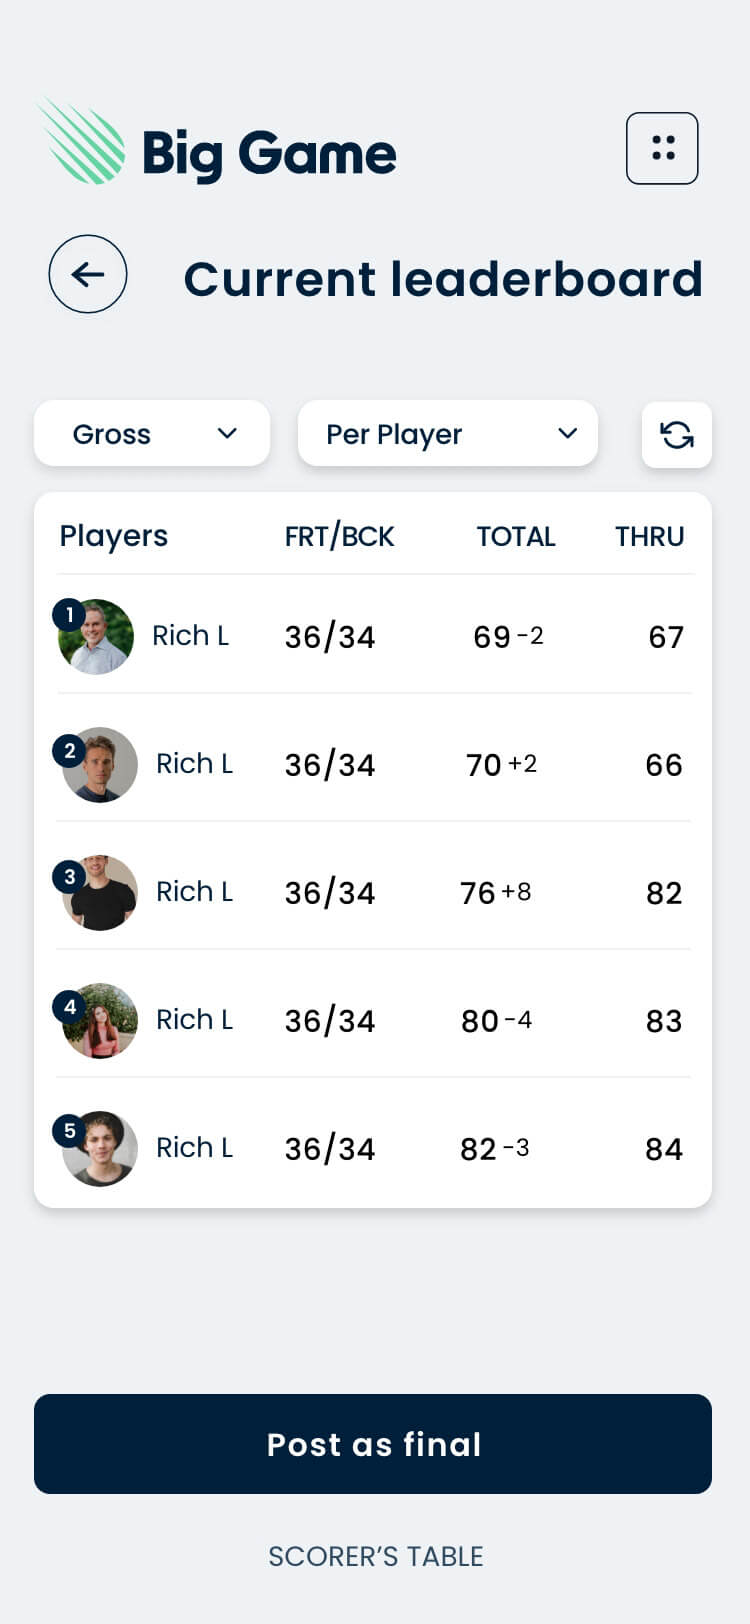 Big Game
Current leaderboard
Gross
Per Player
Players FRT/BCK TOTAL THRU
1 Rich L 36/34 69 -2 67
2 Rich L 36/34 70 +2 66
3 Rich L 36/34 76 +8 82
4 Rich L 36/34 80 -4 83
5 Rich L 36/34 82 -3 84
Post as final
SCORER’S TABLE